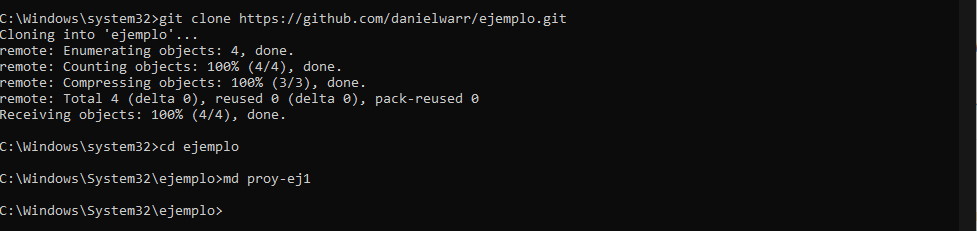 C:\Windows\system32>git clone https://github.com/danielwarr/ejemplo.git
Cloning into 'ejemplo'...
remote: Enumerating objects: 4, done.
remote: Counting objects: 100% (4/4), done.
remote: Compressing objects: 100% (3/3), done.
remote: Total 4 (delta 0), reused 0 (delta 0), pack-reused 0
Receiving objects: 100% (4/4), done.
C:\Windows\system32>cd ejemplo
C:\Windows\System32\ejemplo>md proy-ej1
C:\Windows\System32\ejemplo>